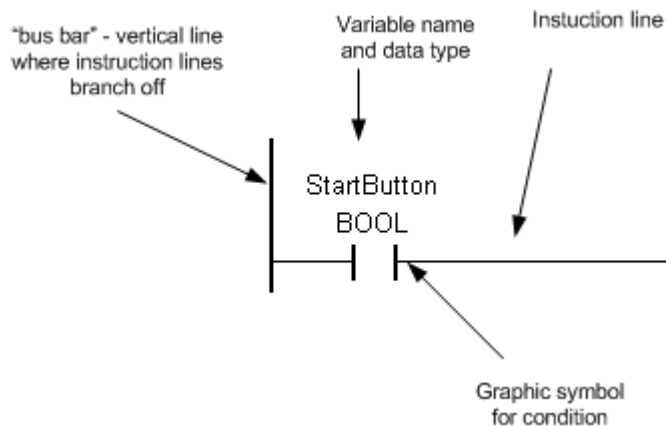 "bus bar" - vertical line
where instruction lines
branch off
Variable name
and data type
Instuction line
StartButton
BOOL
Graphic symbol
for condition